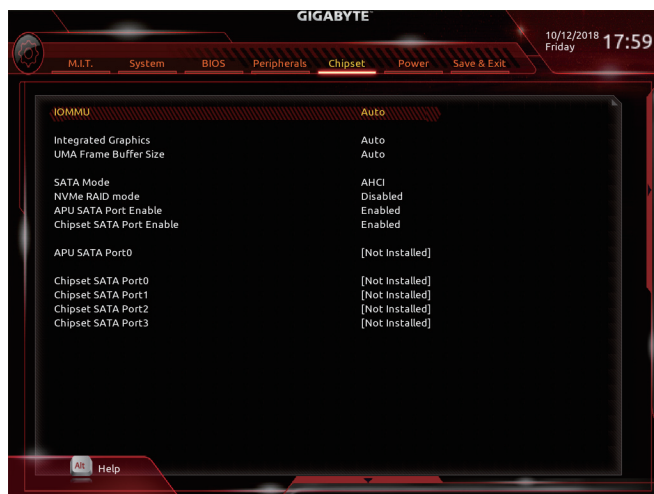 GIGABYTE™
10/12/2018
Friday
17:59
M.I.T. System BIOS Peripherals Chipset Power Save & Exit
IOMMU Auto
Integrated Graphics Auto
UMA Frame Buffer Size Auto
SATA Mode AHCI
NVMe RAID mode Disabled
APU SATA Port Enable Enabled
Chipset SATA Port Enable Enabled
APU SATA Port0 [Not Installed]
Chipset SATA Port0 [Not Installed]
Chipset SATA Port1 [Not Installed]
Chipset SATA Port2 [Not Installed]
Chipset SATA Port3 [Not Installed]
Alt Help